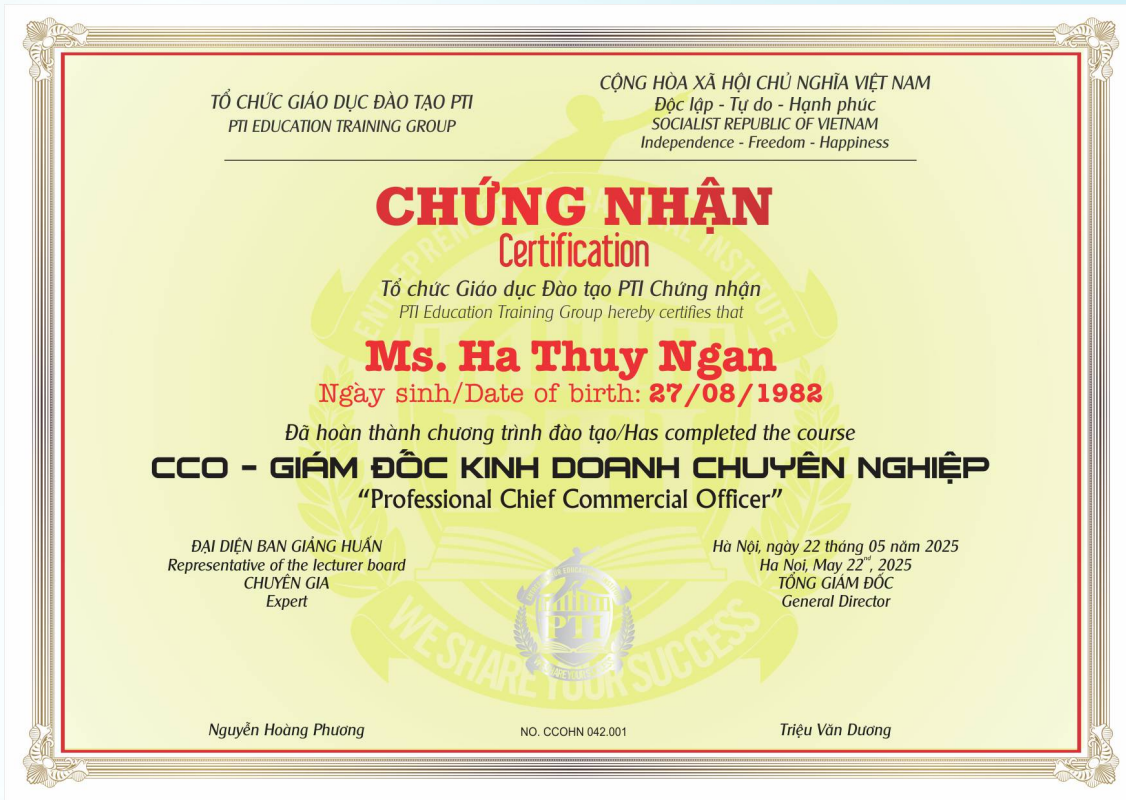 TỔ CHỨC GIÁO DỤC ĐÀO TẠO PTI
PTI EDUCATION TRAINING GROUP
CỘNG HÒA XÃ HỘI CHỦ NGHĨA VIỆT NAM
Độc lập - Tự do - Hạnh phúc
SOCIALIST REPUBLIC OF VIETNAM
Independence - Freedom - Happiness
CHỨNG NHẬN
Certification
Tổ chức Giáo dục Đào tạo PTI Chứng nhận
PTI Education Training Group hereby certifies that
Ms. Ha Thuy Ngan
Ngày sinh/Date of birth: 27/08/1982
Đã hoàn thành chương trình đào tạo/Has completed the course
CCO - GIÁM ĐỐC KINH DOANH CHUYÊN NGHIỆP
“Professional Chief Commercial Officer”
ĐẠI DIỆN BAN GIẢNG HUẤN
Representative of the lecturer board
CHUYÊN GIA
Expert
Hà Nội, ngày 22 tháng 05 năm 2025
Ha Noi, May 22nd, 2025
TỔNG GIÁM ĐỐC
General Director
PTI
WE SHARE YOUR SUCCESS
Nguyễn Hoàng Phương
NO. CCOHN 042.001
Triệu Văn Dương